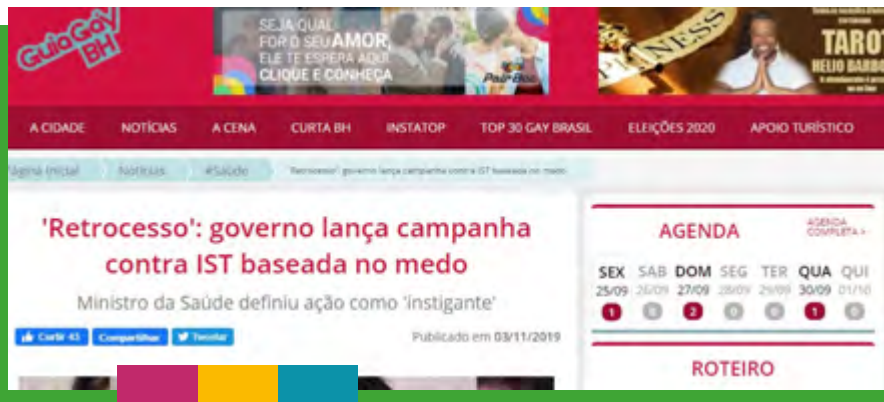 GuiaGay
BH
SEJA QUAL
FOR O SEU AMOR,
ELE TE ESPERA AQUI.
CLIQUE E CONHEÇA
TAROT
HELIO BARBO
A CIDADE NOTÍCIAS A CENA CURTA BH INSTATOP TOP 30 GAY BRASIL ELEIÇÕES 2020 APOIO TURÍSTICO
Página Inicial Notícias #Saúde 'Retrocesso': governo lança campanha contra IST baseada no medo
'Retrocesso': governo lança campanha
contra IST baseada no medo
Ministro da Saúde definiu ação como 'instigante'
Curtir 43 Compartilhar Tweetar Publicado em 03/11/2019
AGENDA
AGENDA
COMPLETA >
SEX SAB DOM SEG TER QUA QUI
25/09 26/09 27/09 28/09 29/09 30/09 01/10
1 0 2 0 0 1 0
ROTEIRO